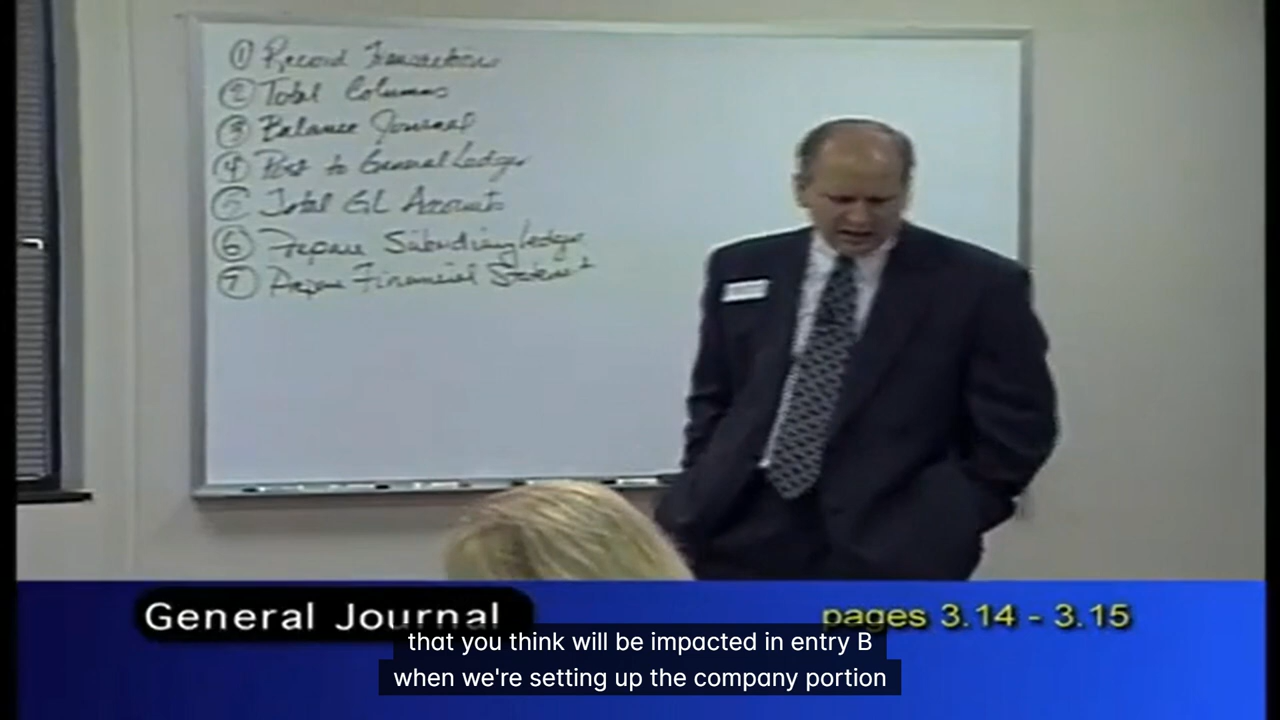 ① Record Transactions
② Total Columns
③ Balance Journal
④ Post to General Ledger
⑤ Total GL Accounts
⑥ Prepare Subsidiary Ledger
⑦ Prepare Financial
General Journal
pages 3.14 - 3.15
that you think will be impacted in entry B
when we're setting up the company portion